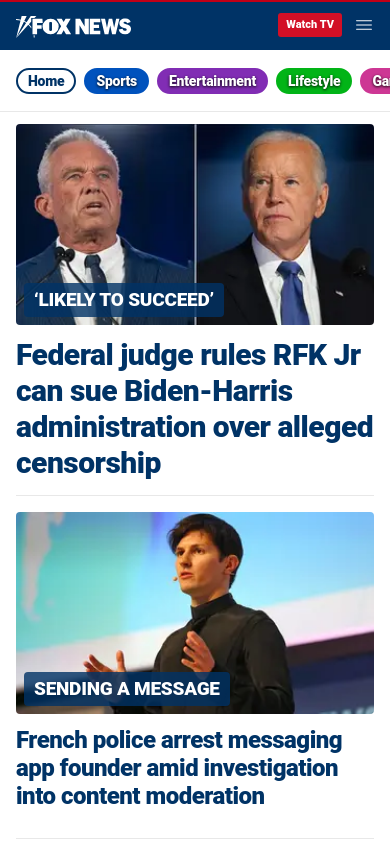 FOX NEWS
Watch TV
Home
Sports
Entertainment
Lifestyle
‘LIKELY TO SUCCEED’
Federal judge rules RFK Jr
can sue Biden-Harris
administration over alleged
censorship
SENDING A MESSAGE
French police arrest messaging
app founder amid investigation
into content moderation